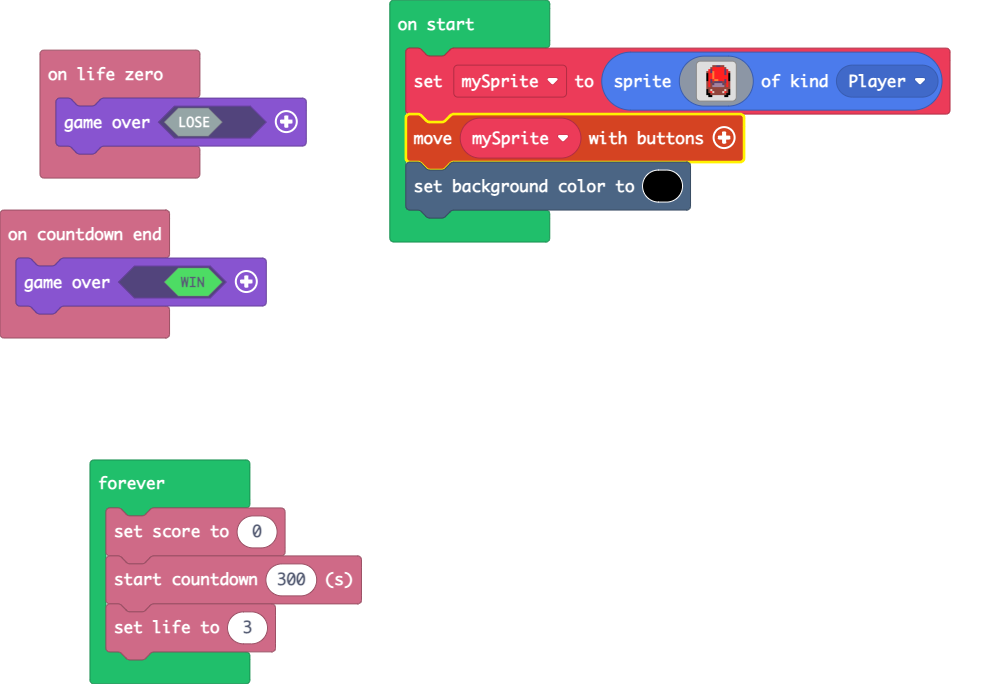 on start
set mySprite to sprite of kind Player
move mySprite with buttons
set background color to
on life zero
game over LOSE
on countdown end
game over WIN
forever
set score to 0
start countdown 300 (s)
set life to 3